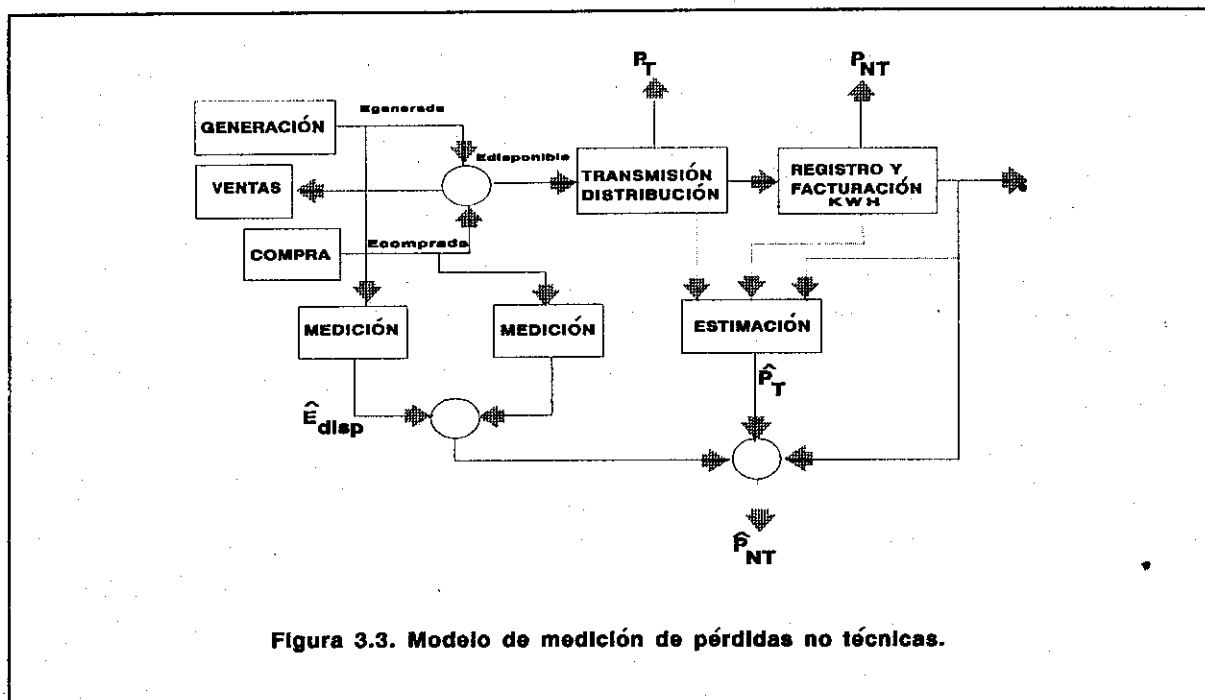 P_T
P_NT
Egenerada
GENERACIÓN
Edisponible
VENTAS
TRANSMISIÓN
DISTRIBUCIÓN
REGISTRO Y
FACTURACIÓN
KWH
Ecomprada
COMPRA
MEDICIÓN
MEDICIÓN
ESTIMACIÓN
P̂_T
Ê_disp
P̂_NT
Figura 3.3. Modelo de medición de pérdidas no técnicas.